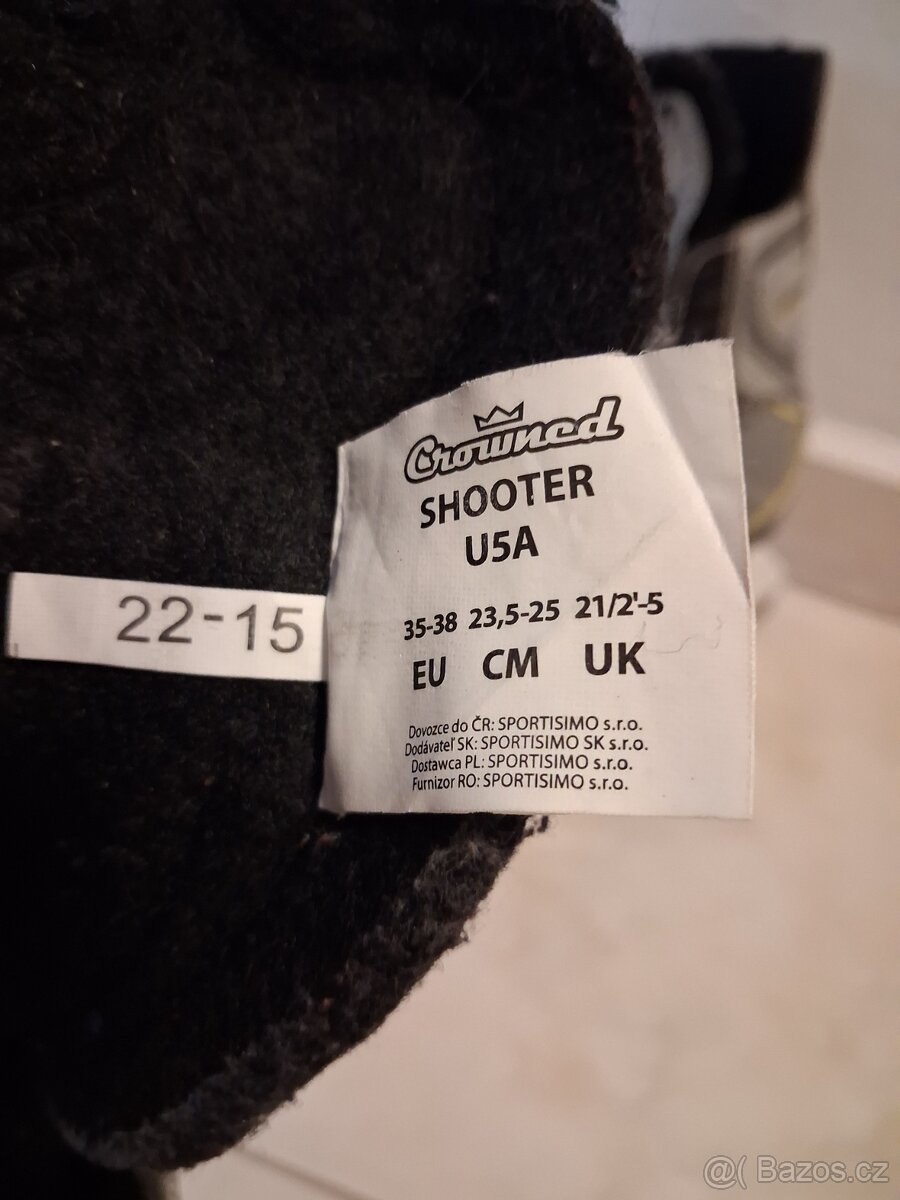 Crowned
SHOOTER
U5A
22-15
35-38 23,5-25 21/2'-5
EU CM UK
Dovozce do ČR: SPORTISIMO s.r.o.
Dodávateľ SK: SPORTISIMO SK s.r.o.
Dostawca PL: SPORTISIMO s.r.o.
Furnizor RO: SPORTISIMO s.r.o.
@( Bazos.cz